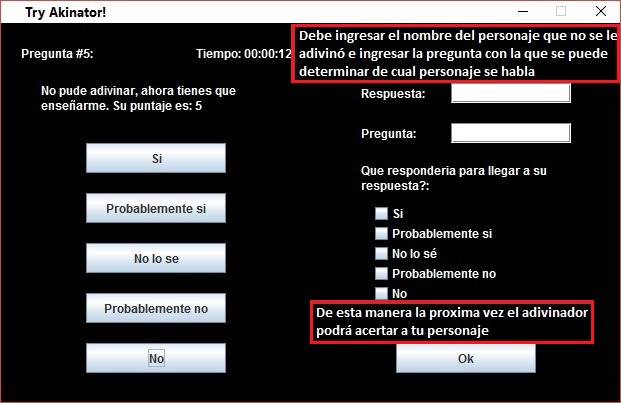 Try Akinator!
Debe ingresar el nombre del personaje que no se le
adivinó e ingresar la pregunta con la que se puede
determinar de cual personaje se habla
Pregunta #5:
Tiempo: 00:00:12
No pude adivinar, ahora tienes que
enseñarme. Su puntaje es: 5
Si
Probablemente si
No lo se
Probablemente no
No
Respuesta:
Pregunta:
Que responderia para llegar a su
respuesta?:
Si
Probablemente si
No lo sé
Probablemente no
No
De esta manera la proxima vez el adivinador
podrá acertar a tu personaje
Ok